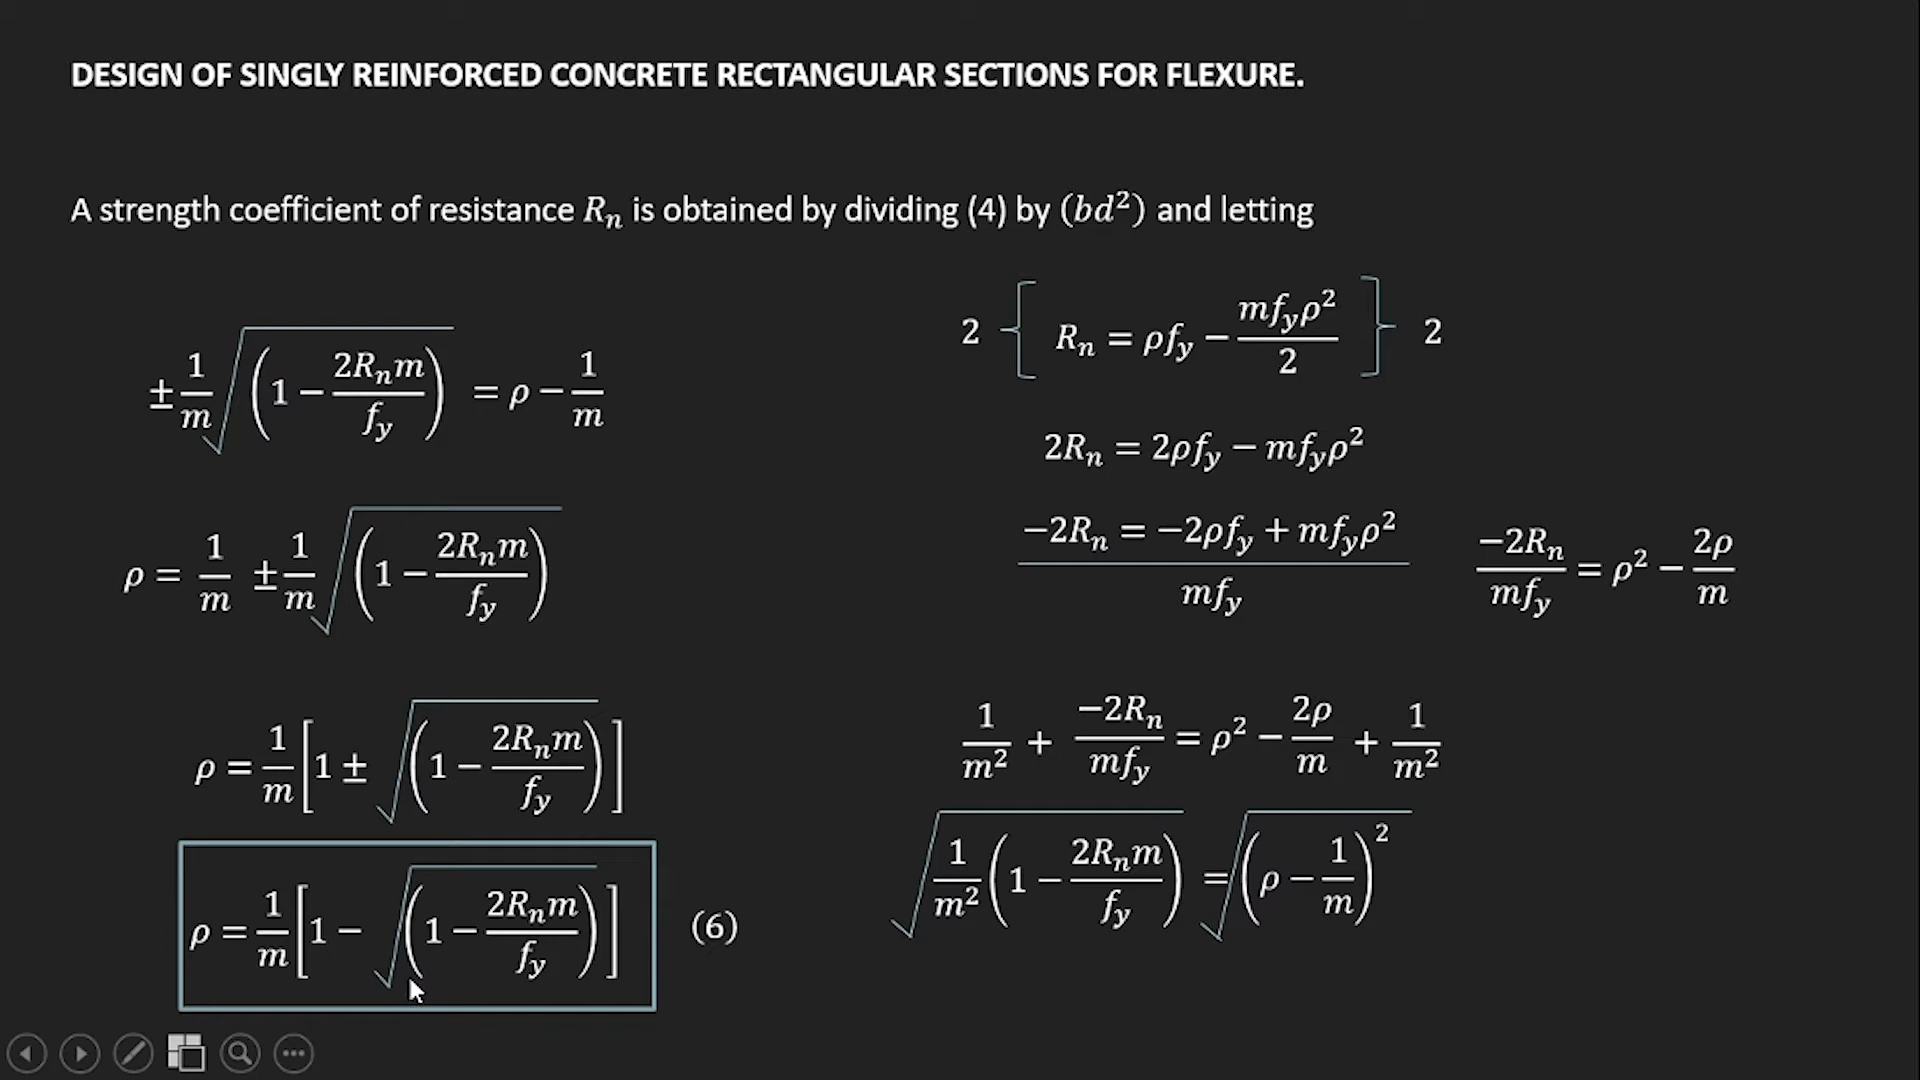 DESIGN OF SINGLY REINFORCED CONCRETE RECTANGULAR SECTIONS FOR FLEXURE.
A strength coefficient of resistance Rₙ is obtained by dividing (4) by (bd²) and letting
±1/m √(1 − 2Rₙm/f_y) = ρ − 1/m
ρ = 1/m ± 1/m √(1 − 2Rₙm/f_y)
ρ = 1/m [1 ± √(1 − 2Rₙm/f_y)]
ρ = 1/m [1 − √(1 − 2Rₙm/f_y)] (6)
2 [Rₙ = ρf_y − mf_yρ²/2] 2
2Rₙ = 2ρf_y − mf_yρ²
−2Rₙ = −2ρf_y + mf_yρ²
mf_y
−2Rₙ/mf_y = ρ² − 2ρ/m
1/m² + −2Rₙ/mf_y = ρ² − 2ρ/m + 1/m²
√(1/m² (1 − 2Rₙm/f_y)) = √((ρ − 1/m)²)